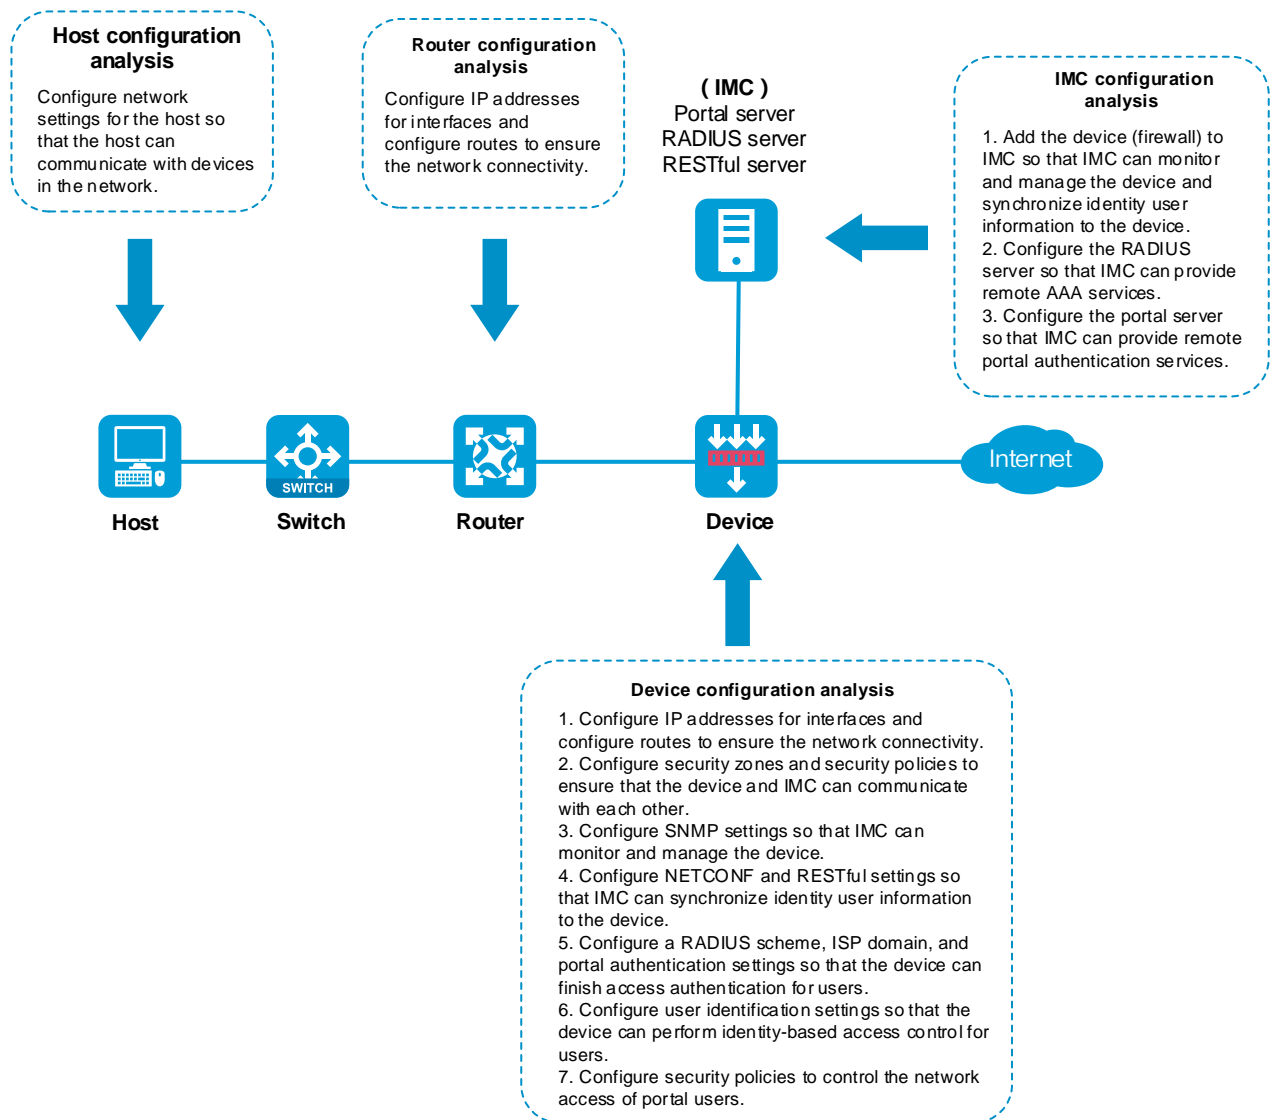 Host configuration
analysis
Configure network
settings for the host so
that the host can
communicate with devices
in the network.
Router configuration
analysis
Configure IP addresses
for interfaces and
configure routes to ensure
the network connectivity.
( IMC )
Portal server
RADIUS server
RESTful server
IMC configuration
analysis
1. Add the device (firewall) to
IMC so that IMC can monitor
and manage the device and
synchronize identity user
information to the device.
2. Configure the RADIUS
server so that IMC can provide
remote AAA services.
3. Configure the portal server
so that IMC can provide remote
portal authentication services.
SWITCH
Internet
Host
Switch
Router
Device
Device configuration analysis
1. Configure IP addresses for interfaces and
configure routes to ensure the network connectivity.
2. Configure security zones and security policies to
ensure that the device and IMC can communicate
with each other.
3. Configure SNMP settings so that IMC can
monitor and manage the device.
4. Configure NETCONF and RESTful settings so
that IMC can synchronize identity user information
to the device.
5. Configure a RADIUS scheme, ISP domain, and
portal authentication settings so that the device can
finish access authentication for users.
6. Configure user identification settings so that the
device can perform identity-based access control for
users.
7. Configure security policies to control the network
access of portal users.